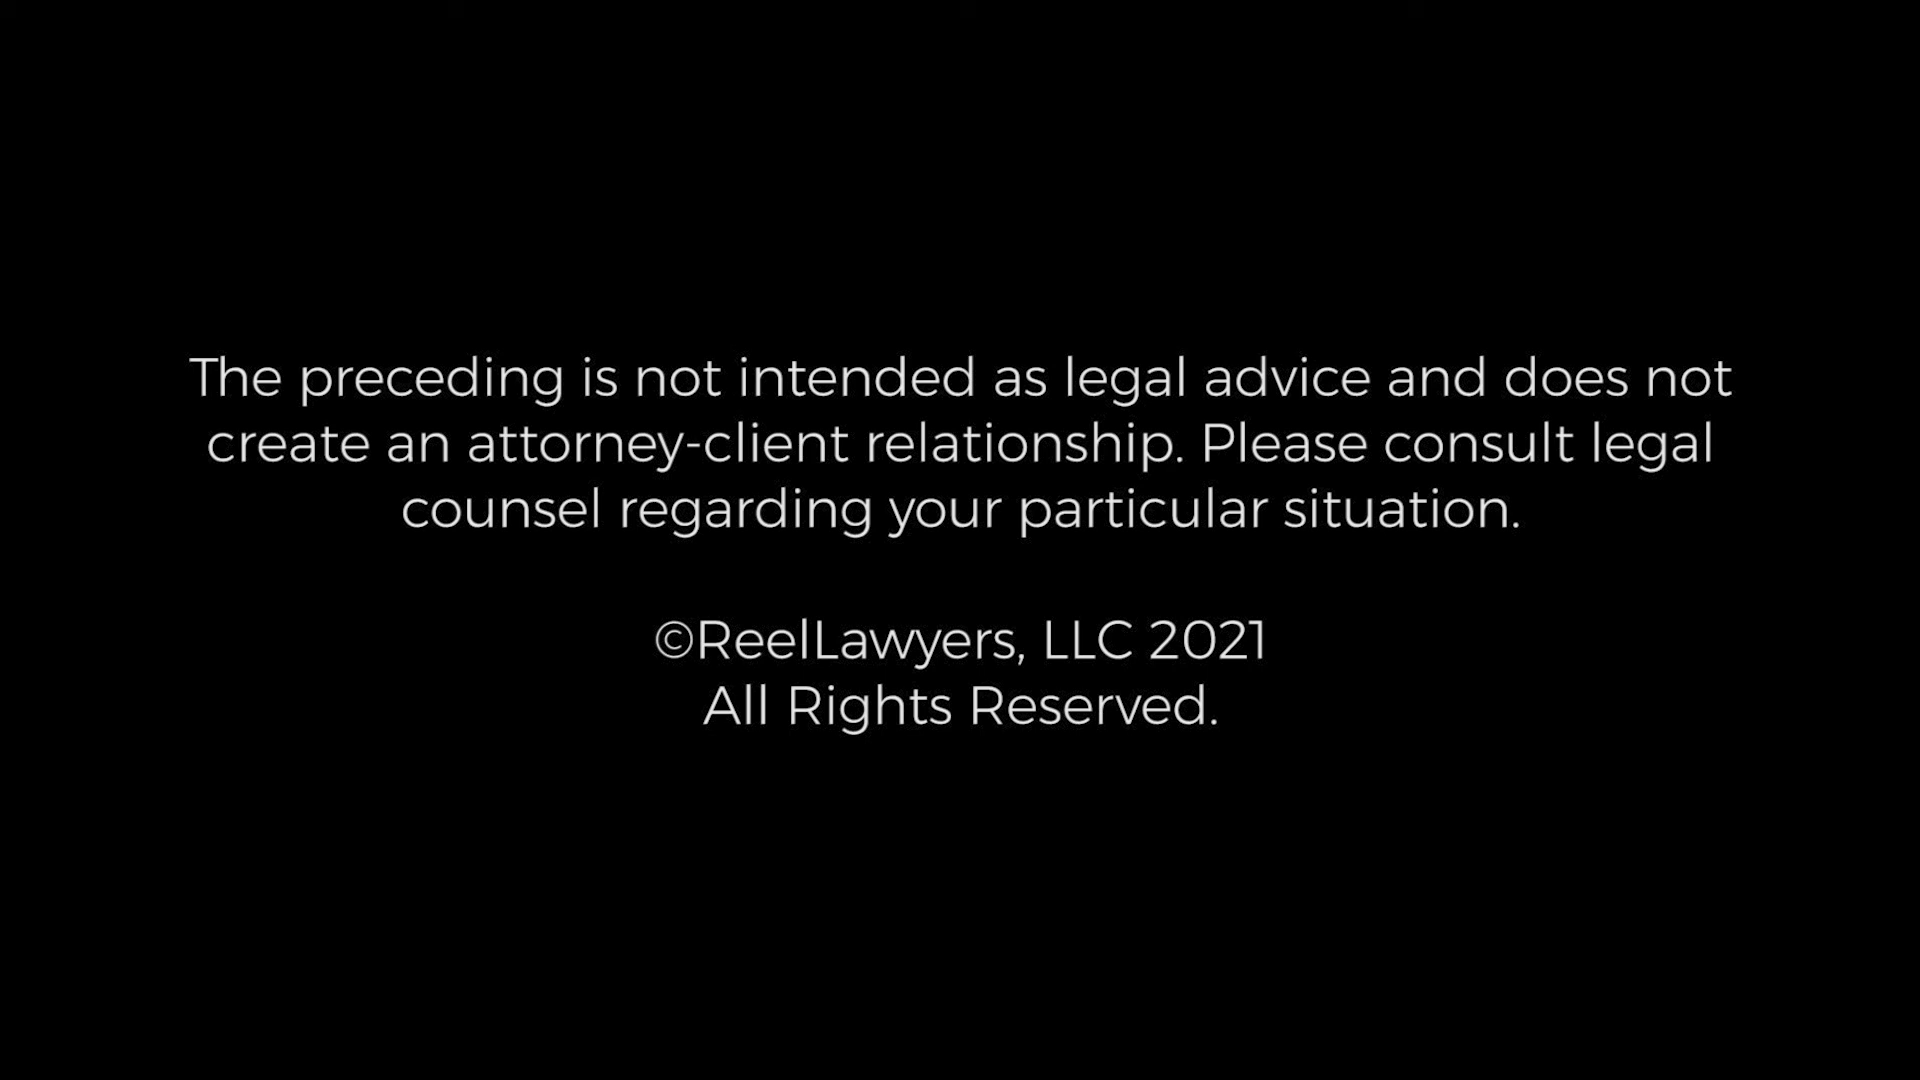 The preceding is not intended as legal advice and does not
create an attorney-client relationship. Please consult legal
counsel regarding your particular situation.
©ReelLawyers, LLC 2021
All Rights Reserved.